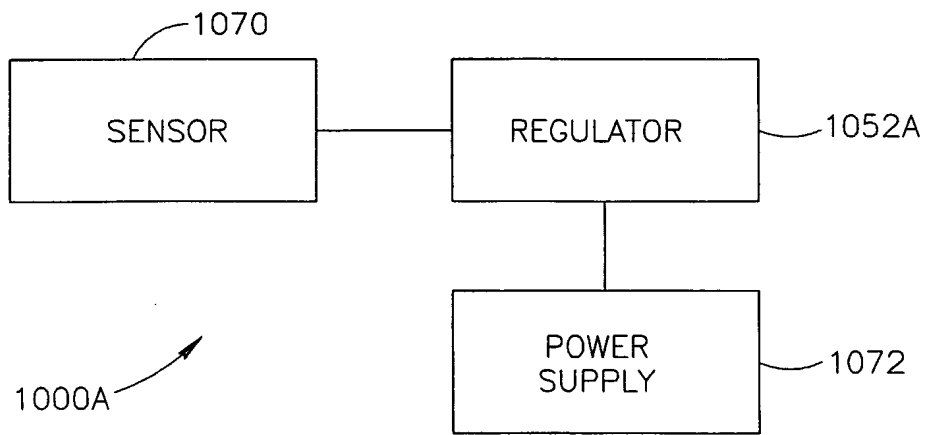 1070
SENSOR
REGULATOR
1052A
POWER
SUPPLY
1072
1000A